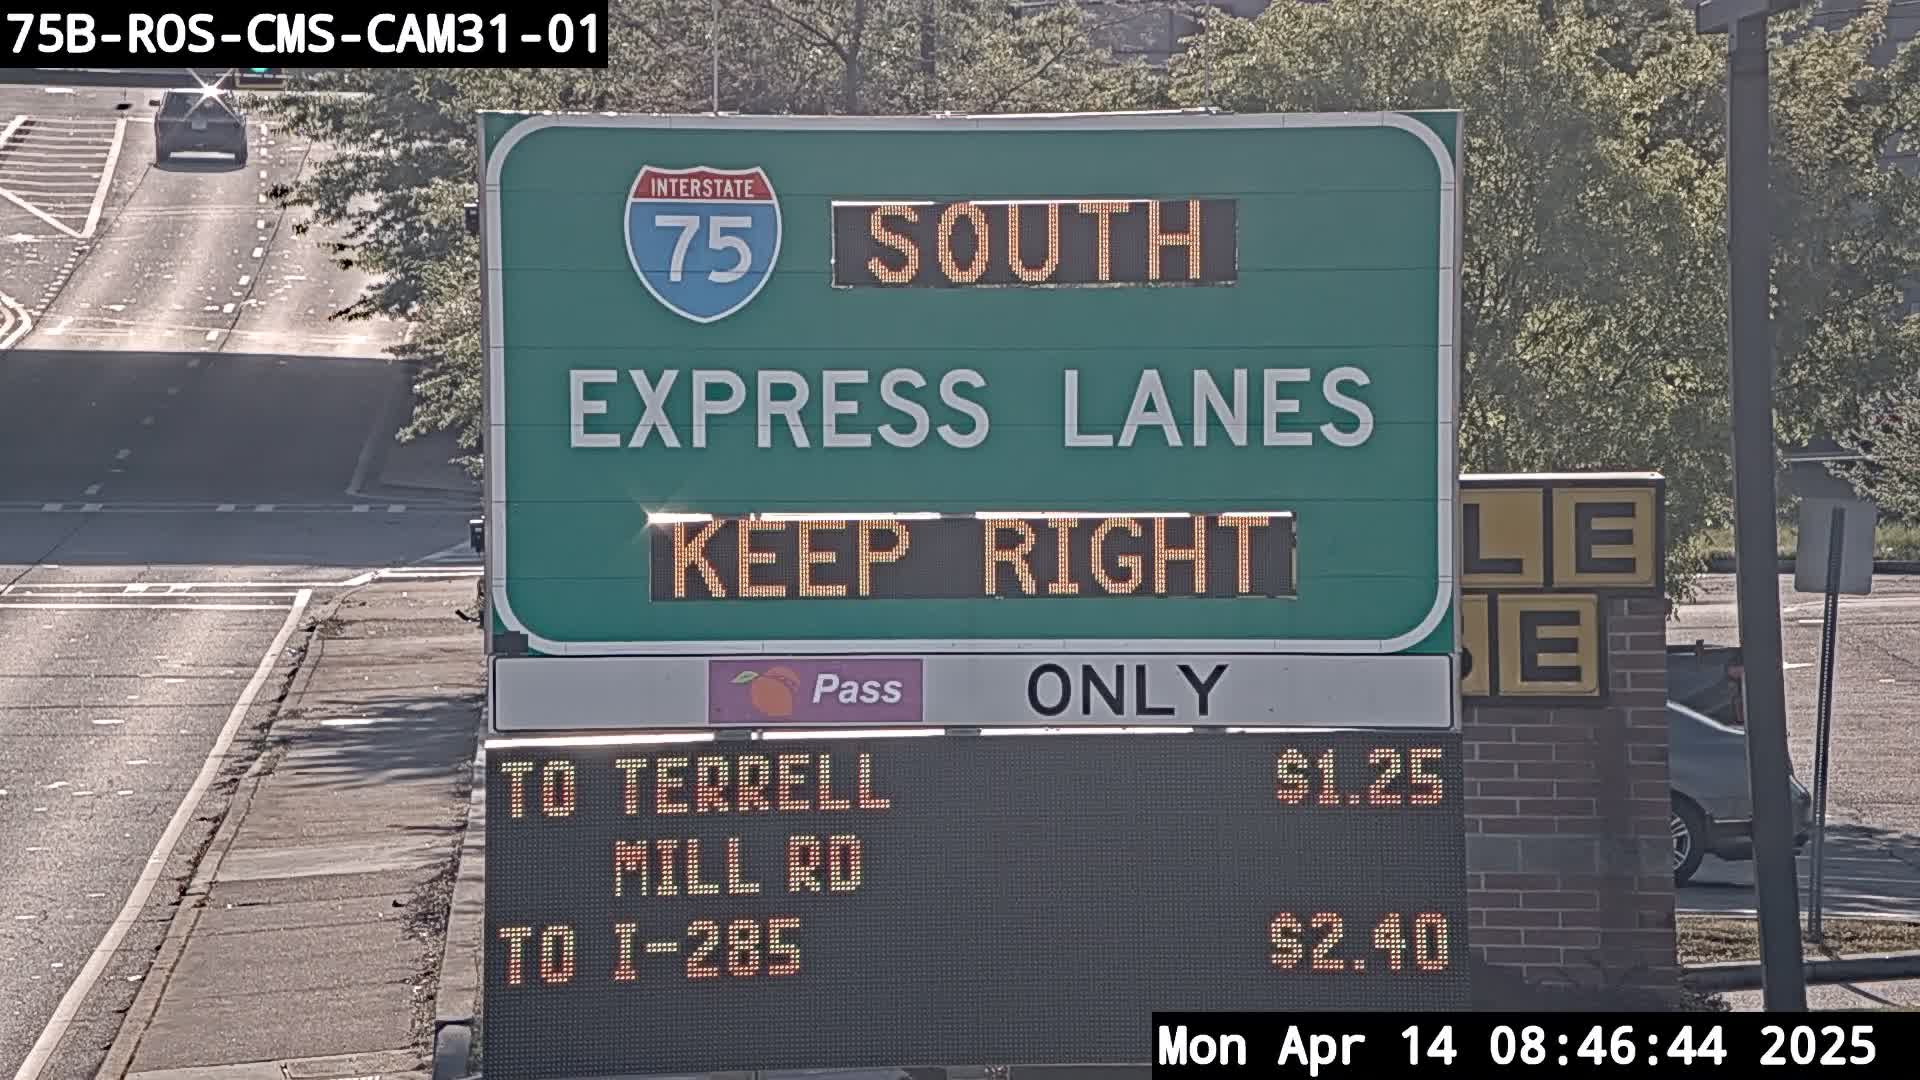 75B-ROS-CMS-CAM31-01
INTERSTATE
75
SOUTH
EXPRESS LANES
KEEP RIGHT
Pass ONLY
TO TERRELL $1.25
MILL RD
TO I-285 $2.40
LE
E
Mon Apr 14 08:46:44 2025